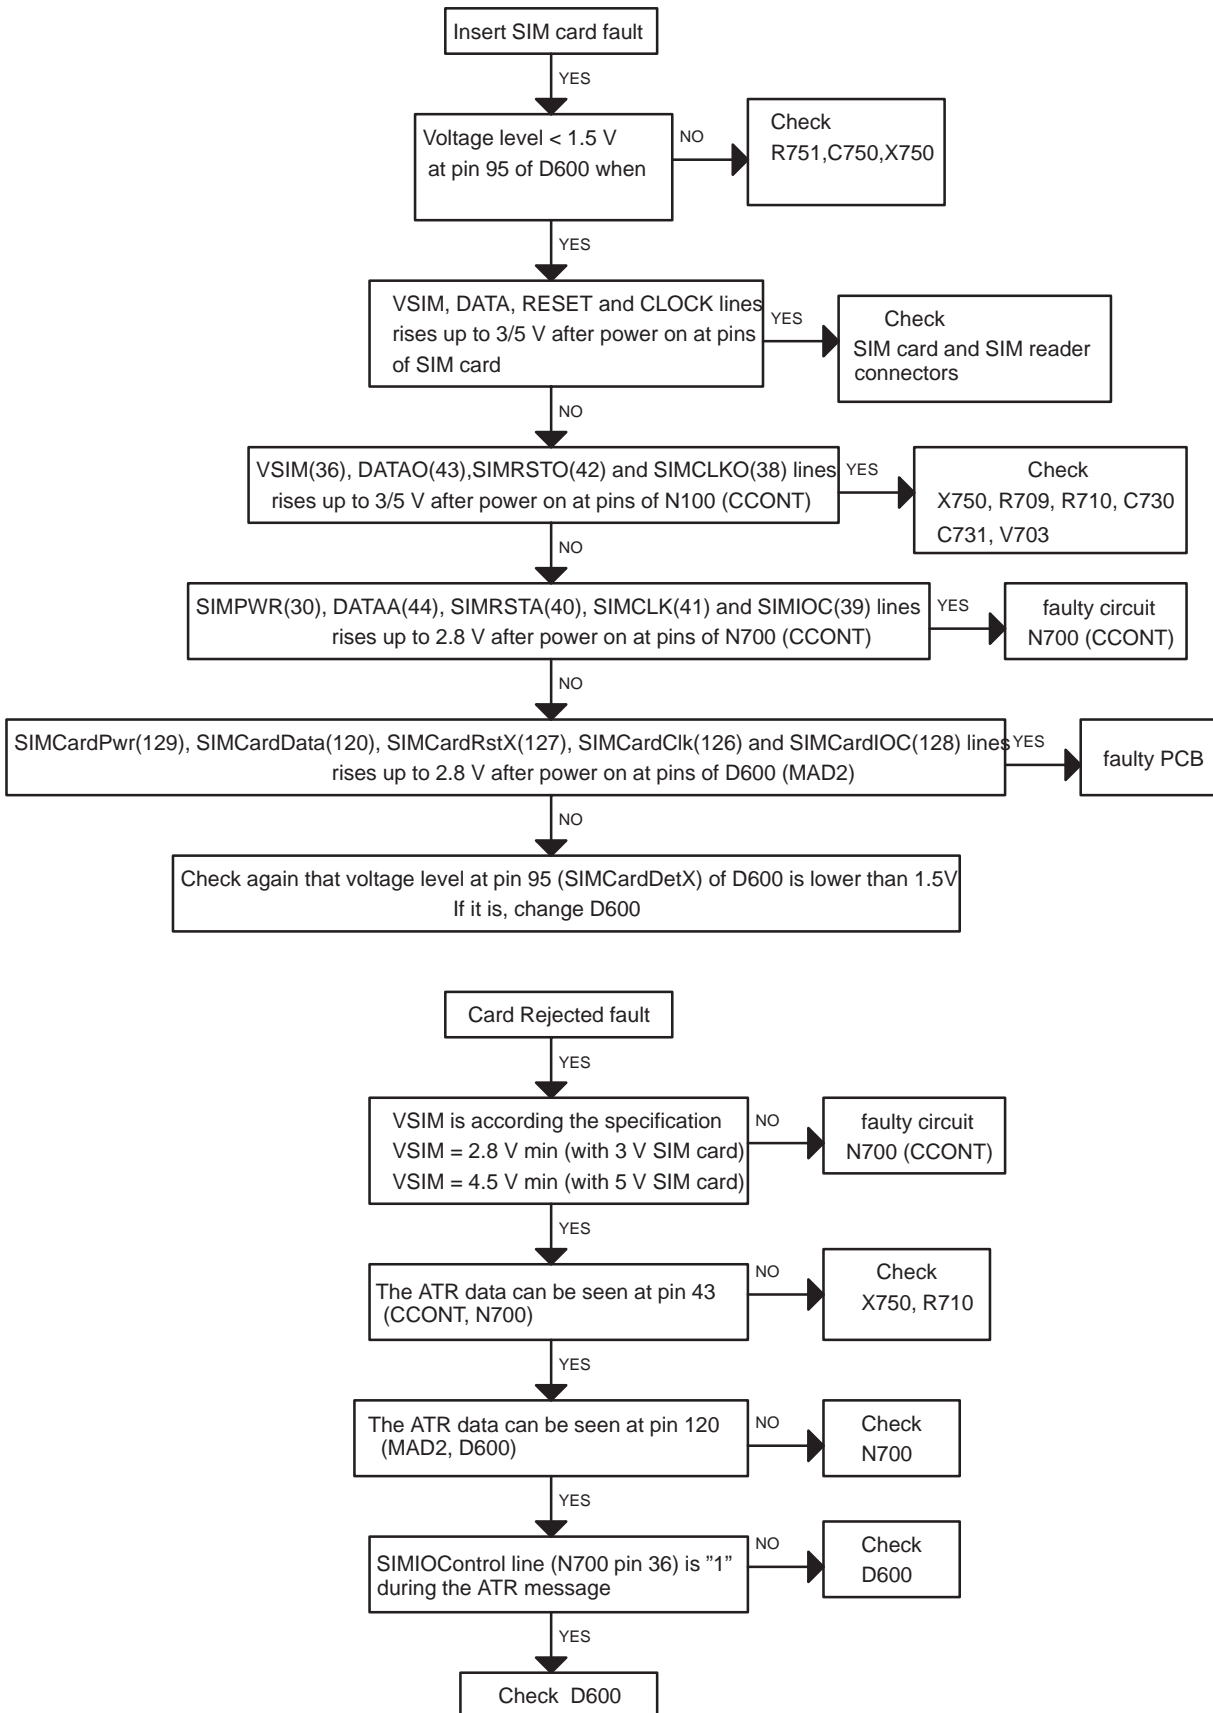 Insert SIM card fault
YES
Voltage level < 1.5 V
at pin 95 of D600 when
NO
Check
R751,C750,X750
YES
VSIM, DATA, RESET and CLOCK lines
rises up to 3/5 V after power on at pins
of SIM card
YES
Check
SIM card and SIM reader
connectors
NO
VSIM(36), DATAO(43),SIMRSTO(42) and SIMCLKO(38) lines
rises up to 3/5 V after power on at pins of N100 (CCONT)
YES
Check
X750, R709, R710, C730
C731, V703
NO
SIMPWR(30), DATAA(44), SIMRSTA(40), SIMCLK(41) and SIMIOC(39) lines
rises up to 2.8 V after power on at pins of N700 (CCONT)
YES
faulty circuit
N700 (CCONT)
NO
SIMCardPwr(129), SIMCardData(120), SIMCardRstX(127), SIMCardClk(126) and SIMCardIOC(128) lines
rises up to 2.8 V after power on at pins of D600 (MAD2)
YES
faulty PCB
NO
Check again that voltage level at pin 95 (SIMCardDetX) of D600 is lower than 1.5V
If it is, change D600
Card Rejected fault
YES
VSIM is according the specification
VSIM = 2.8 V min (with 3 V SIM card)
VSIM = 4.5 V min (with 5 V SIM card)
NO
faulty circuit
N700 (CCONT)
YES
The ATR data can be seen at pin 43
(CCONT, N700)
NO
Check
X750, R710
YES
The ATR data can be seen at pin 120
(MAD2, D600)
NO
Check
N700
YES
SIMIOControl line (N700 pin 36) is ”1”
during the ATR message
NO
Check
D600
YES
Check D600